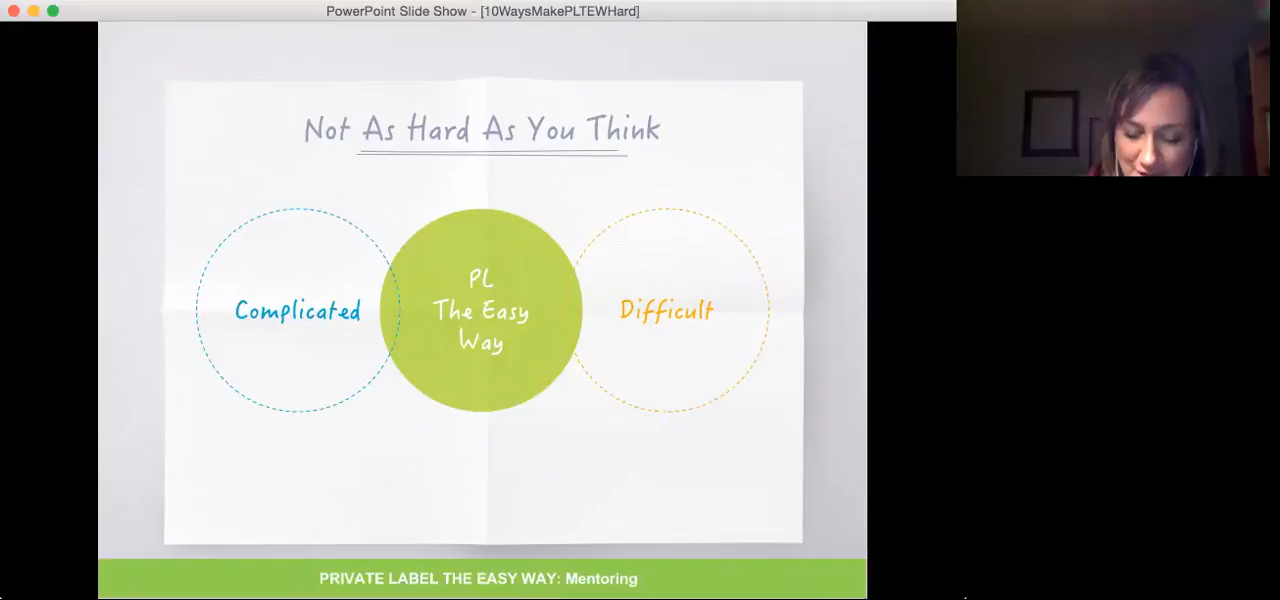 PowerPoint Slide Show - [10WaysMakePLTEWHard]
Not As Hard As You Think
Complicated
PL
The Easy
Way
Difficult
PRIVATE LABEL THE EASY WAY: Mentoring